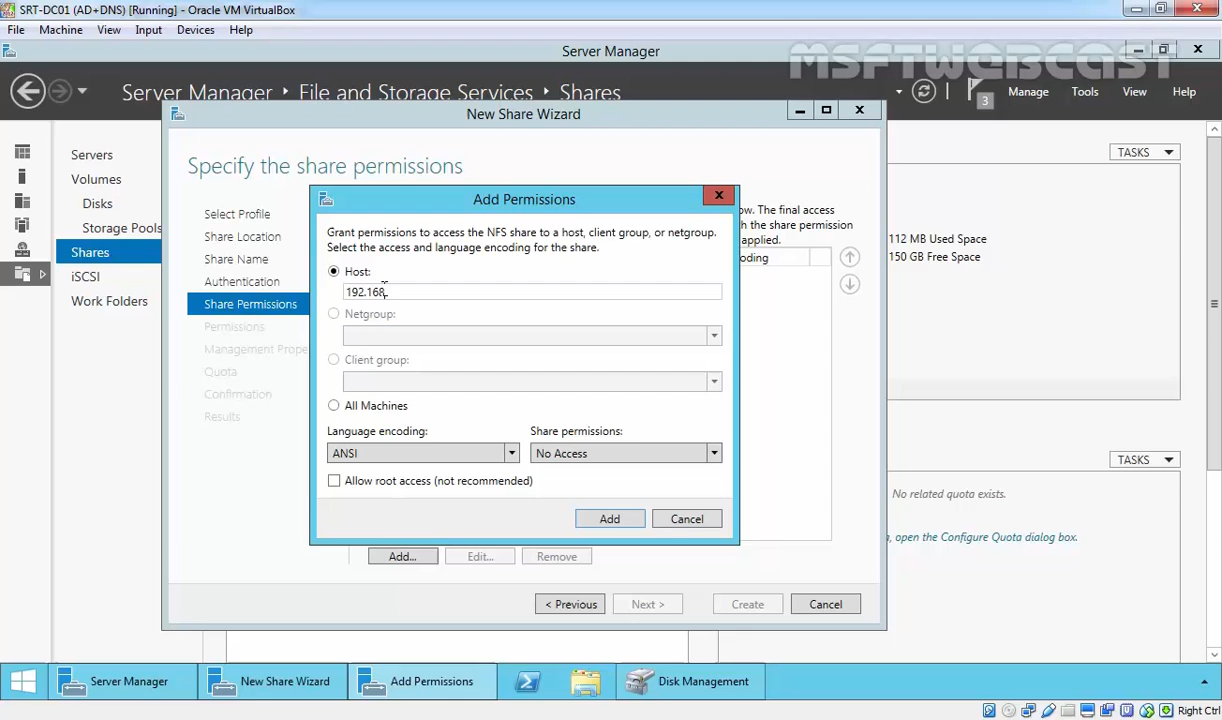 SRT-DC01 (AD+DNS) [Running] - Oracle VM VirtualBox
File Machine View Input Devices Help
Server Manager
MSFTWEBCAST
Server Manager File and Storage Services Shares
3
Manage Tools View Help
New Share Wizard
Servers
Volumes
Disks
Storage Pools
Shares
iSCSI
Work Folders
Specify the share permissions
Select Profile
Share Location
Share Name
Authentication
Share Permissions
Permissions
Management Prope
Quota
Confirmation
Results
ow. The final access
h the share permission
applied.
oding
Add Permissions
Grant permissions to access the NFS share to a host, client group, or netgroup.
Select the access and language encoding for the share.
Host:
192.168.
Netgroup:
Client group:
All Machines
Language encoding: Share permissions:
ANSI No Access
Allow root access (not recommended)
Add Cancel
Add... Edit... Remove
< Previous Next > Create Cancel
TASKS
112 MB Used Space
150 GB Free Space
TASKS
No related quota exists.
, open the Configure Quota dialog box.
Server Manager New Share Wizard Add Permissions Disk Management
Right Ctrl